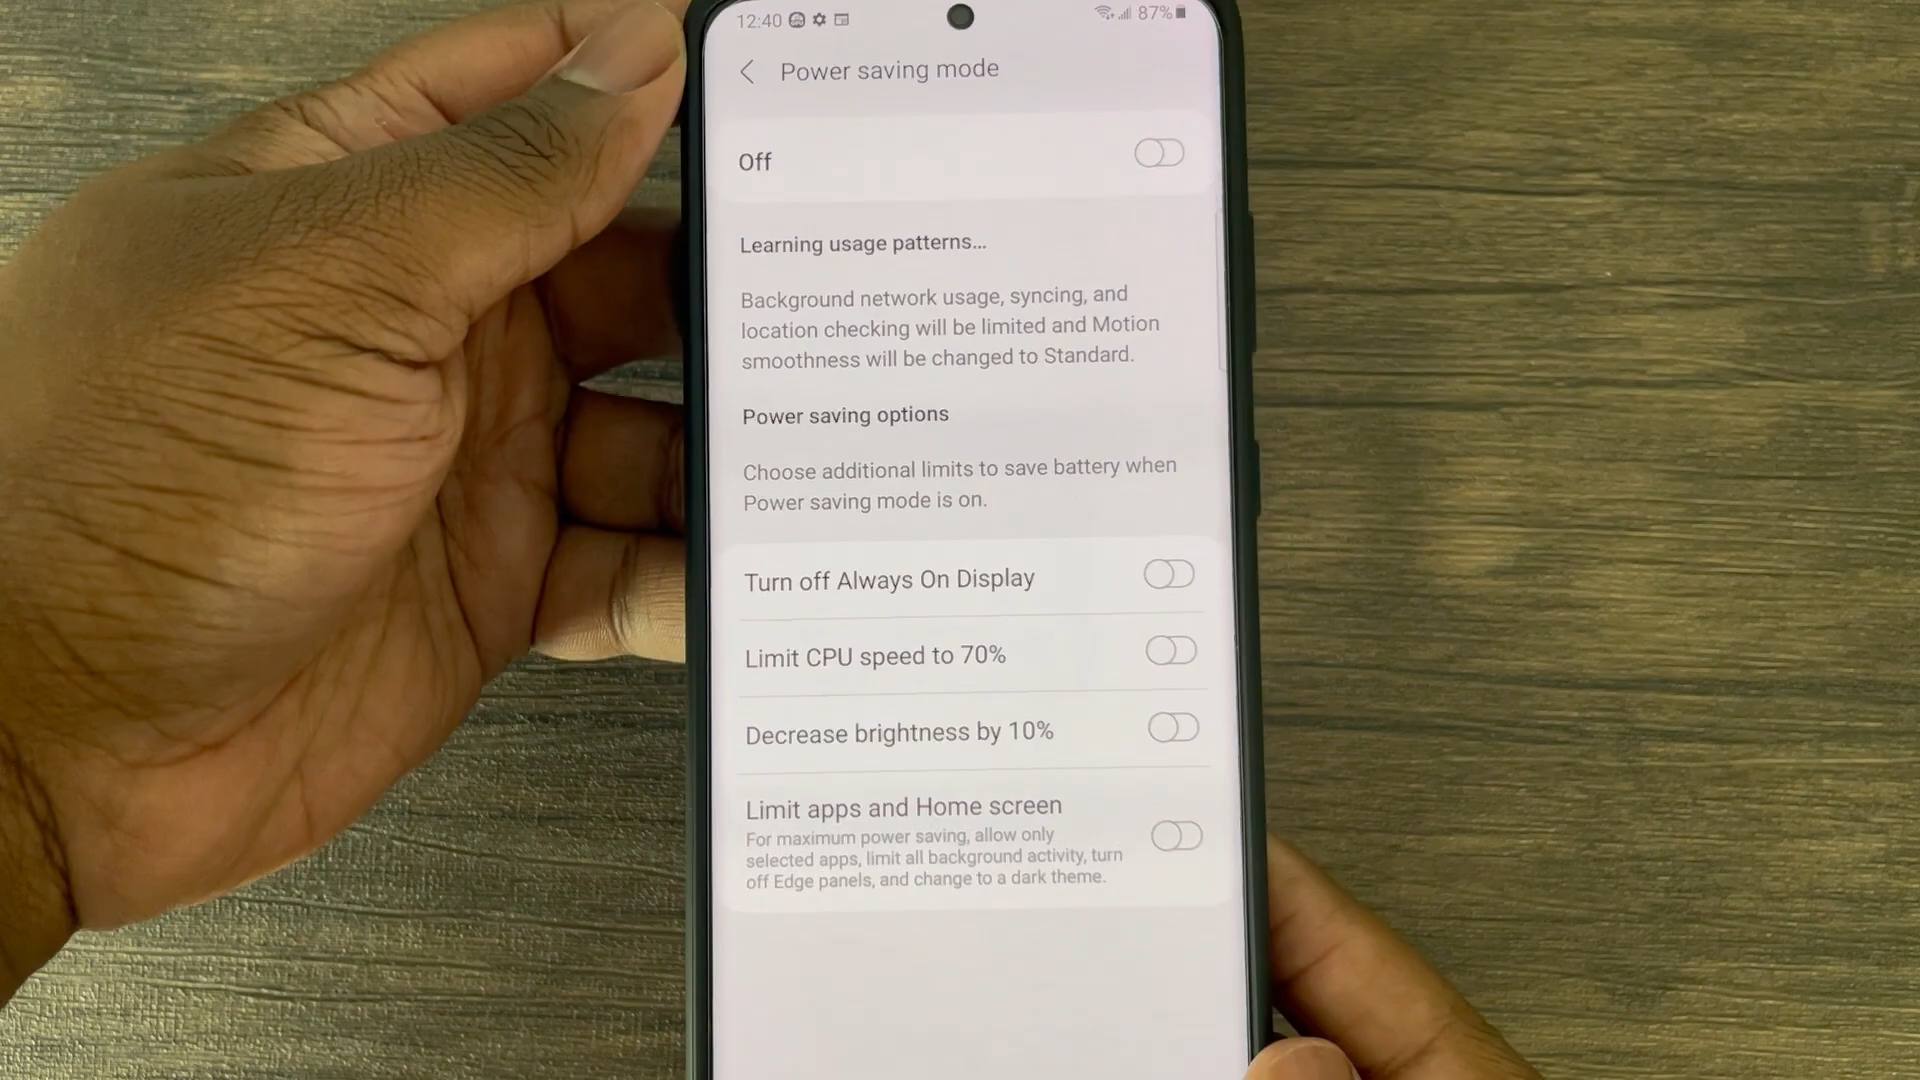 12:40 87%
Power saving mode
Off
Learning usage patterns...
Background network usage, syncing, and
location checking will be limited and Motion
smoothness will be changed to Standard.
Power saving options
Choose additional limits to save battery when
Power saving mode is on.
Turn off Always On Display
Limit CPU speed to 70%
Decrease brightness by 10%
Limit apps and Home screen
For maximum power saving, allow only
selected apps, limit all background activity, turn
off Edge panels, and change to a dark theme.